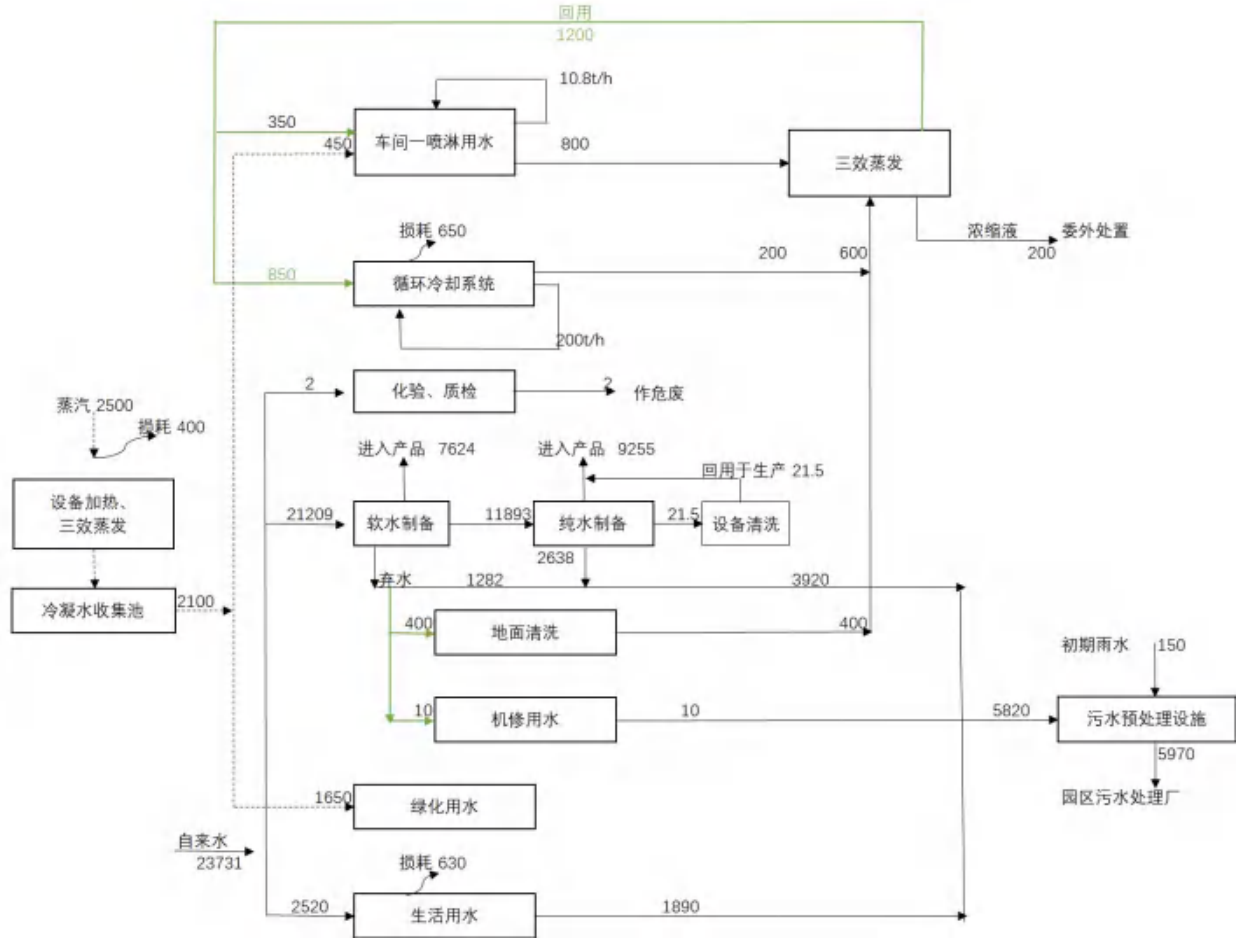 回用
1200
10.8t/h
350
450
车间一喷淋用水
800
三效蒸发
浓缩液
委外处置
200
损耗 650
850
循环冷却系统
200
600
200t/h
2
化验、质检
2
作危废
蒸汽 2500
损耗 400
进入产品 7624
进入产品 9255
回用于生产 21.5
设备加热、
三效蒸发
21209
软水制备
11893
纯水制备
21.5
设备清洗
2638
弃水
1282
3920
冷凝水收集池
2100
400
地面清洗
400
初期雨水
150
10
机修用水
10
5820
污水预处理设施
5970
园区污水处理厂
1650
绿化用水
自来水
23731
损耗 630
2520
生活用水
1890